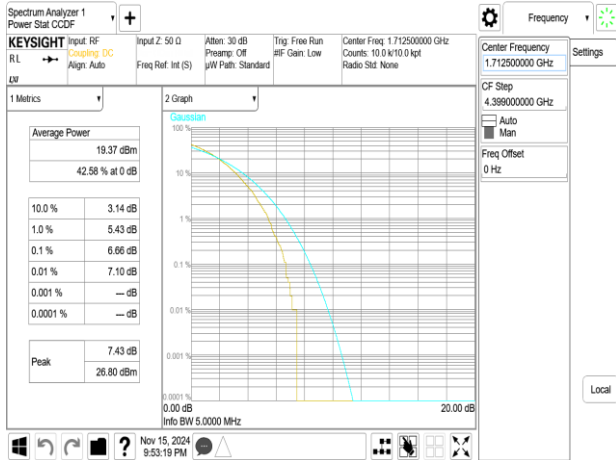 Spectrum Analyzer 1
Power Stat CCDF
+
Frequency
KEYSIGHT
RL
LXI
Input: RF
Coupling: DC
Align: Auto
Input Z: 50 Ω
Freq Ref: Int (S)
Atten: 30 dB
Preamp: Off
µW Path: Standard
Trig: Free Run
#IF Gain: Low
Center Freq: 1.712500000 GHz
Counts: 10.0 k/10.0 kpt
Radio Std: None
Center Frequency
1.712500000 GHz
Settings
CF Step
4.399000000 GHz
Auto
Man
Freq Offset
0 Hz
Local
1 Metrics
Average Power
19.37 dBm
42.58 % at 0 dB
10.0 % 3.14 dB
1.0 % 5.43 dB
0.1 % 6.66 dB
0.01 % 7.10 dB
0.001 % --- dB
0.0001 % --- dB
Peak
7.43 dB
26.80 dBm
2 Graph
Gaussian
100 %
10 %
1 %
0.1 %
0.01 %
0.001 %
0.0001 %
0.00 dB 20.00 dB
Info BW 5.0000 MHz
?
Nov 15, 2024
9:53:19 PM